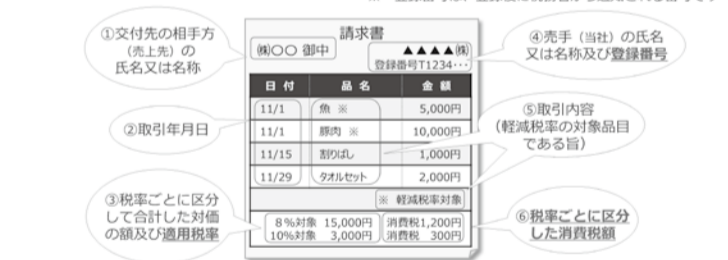 請求書
㈱〇〇 御中
▲▲▲▲㈱
登録番号T1234･･･
日 付 品 名 金 額
11/1 魚 ※ 5,000円
11/1 豚肉 ※ 10,000円
11/15 割りばし 1,000円
11/29 タオルセット 2,000円
※ 軽減税率対象
8%対象 15,000円 消費税1,200円
10%対象 3,000円 消費税 300円
①交付先の相手方
(売上先)の
氏名又は名称
②取引年月日
③税率ごとに区分
して合計した対価
の額及び適用税率
④売手(当社)の氏名
又は名称及び登録番号
⑤取引内容
(軽減税率の対象品目
である旨)
⑥税率ごとに区分
した消費税額